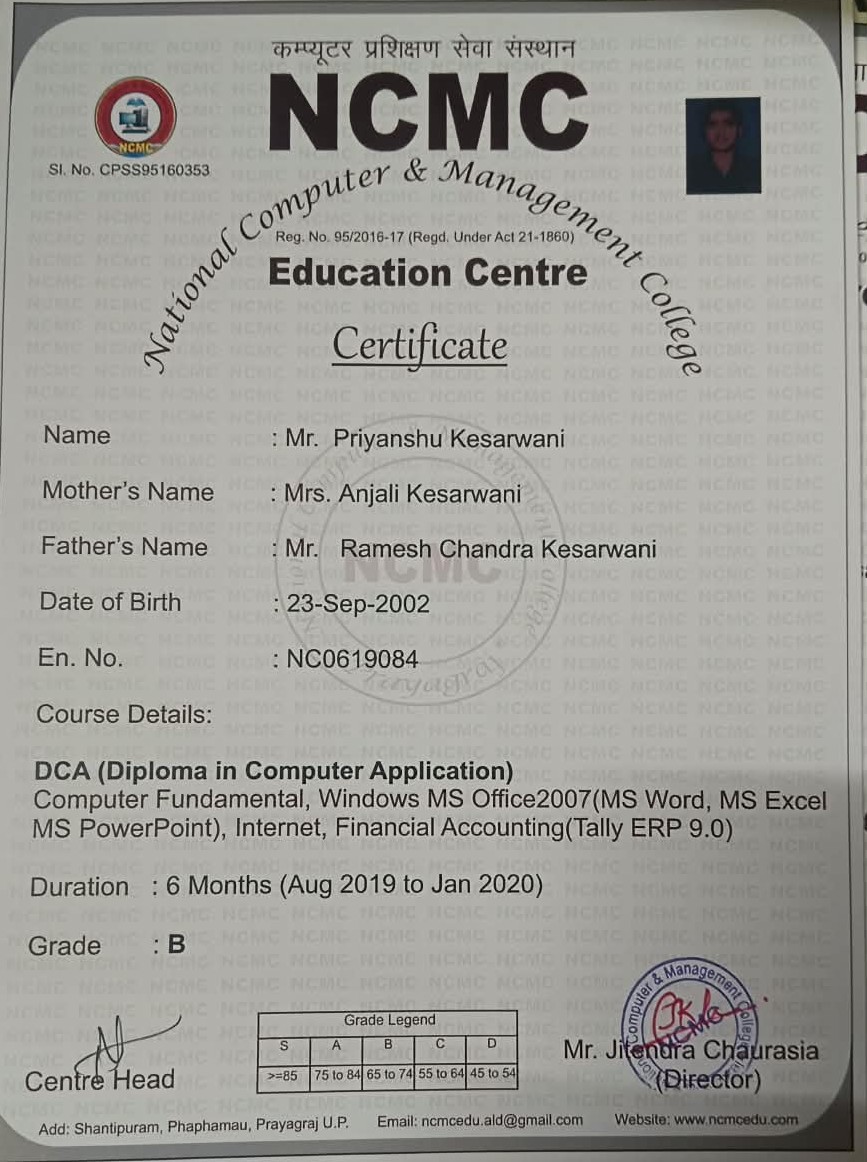 कम्प्यूटर प्रशिक्षण सेवा संस्थान
NCMC
NCMC
Sl. No. CPSS95160353
National Computer & Management College
Reg. No. 95/2016-17 (Regd. Under Act 21-1860)
Education Centre
Certificate
Name : Mr. Priyanshu Kesarwani
Mother's Name : Mrs. Anjali Kesarwani
Father's Name : Mr. Ramesh Chandra Kesarwani
NCMC
Date of Birth : 23-Sep-2002
En. No. : NC0619084
Course Details:
DCA (Diploma in Computer Application)
Computer Fundamental, Windows MS Office2007(MS Word, MS Excel
MS PowerPoint), Internet, Financial Accounting(Tally ERP 9.0)
Duration : 6 Months (Aug 2019 to Jan 2020)
Grade : B
Computer & Management College
NCMC
Grade Legend
S A B C D
>=85 75 to 84 65 to 74 55 to 64 45 to 54
Centre Head
Mr. Jitendra Chaurasia
(Director)
Add: Shantipuram, Phaphamau, Prayagraj U.P. Email: ncmcedu.ald@gmail.com Website: www.ncmcedu.com